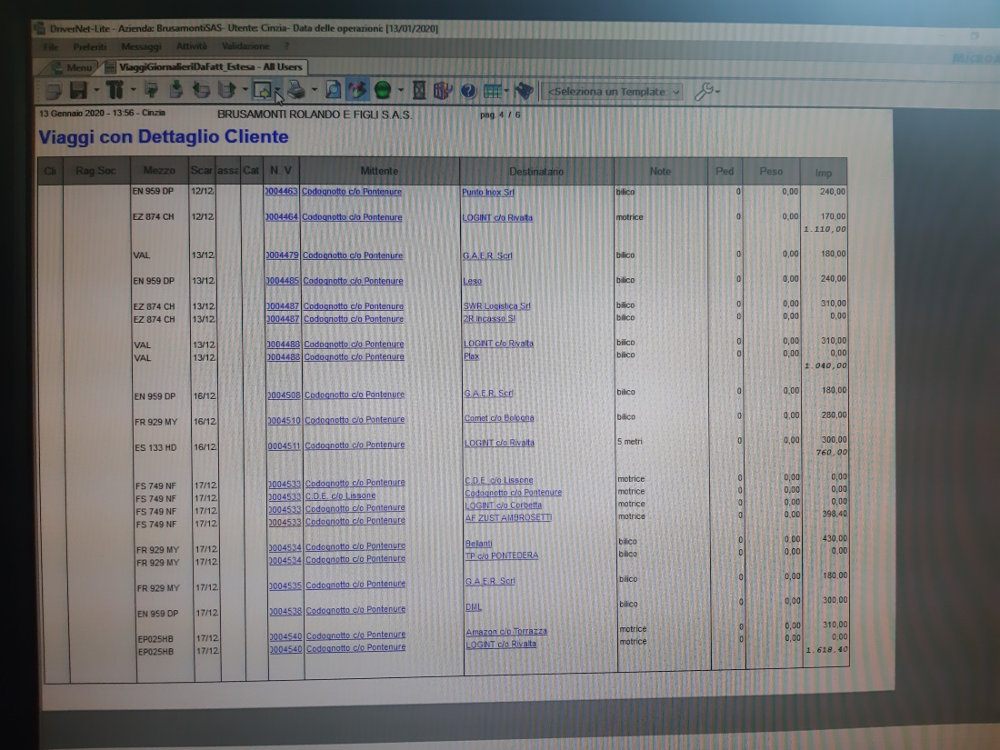 DriverNet-Lite - Azienda: BrusamontiSAS- Utente: Cinzia- Data delle operazioni: [13/01/2020]
File Preferiti Messaggi Attività Validazione ?
Menu ViaggiGiornalieriDaFatt_Estesa - All Users
<Seleziona un Template
13 Gennaio 2020 - 13:56 - Cinzia BRUSAMONTI ROLANDO E FIGLI S.A.S. pag. 4 / 6
Viaggi con Dettaglio Cliente
Cli Rag Soc Mezzo Scar assa Cat N. V Mittente Destinatario Note Ped Peso Imp
EN 959 DP 12/12 0004463 Codognotto c/o Pontenure Punto Inox Srl bilico 0 0,00 240,00
EZ 874 CH 12/12 0004464 Codognotto c/o Pontenure LOGINT c/o Rivalta motrice 0 0,00 170,00
1.110,00
VAL 13/12 0004479 Codognotto c/o Pontenure G.A.E.R. Scrl bilico 0 0,00 180,00
EN 959 DP 13/12 0004485 Codognotto c/o Pontenure Leso bilico 0 0,00 240,00
EZ 874 CH 13/12 0004487 Codognotto c/o Pontenure SWR Logistica Srl bilico 0 0,00 310,00
EZ 874 CH 13/12 0004487 Codognotto c/o Pontenure 2R Incasso Sl bilico 0 0,00 0,00
VAL 13/12 0004488 Codognotto c/o Pontenure LOGINT c/o Rivalta bilico 0 0,00 310,00
VAL 13/12 0004488 Codognotto c/o Pontenure Plax bilico 0 0,00 0,00
1.040,00
EN 959 DP 16/12 0004508 Codognotto c/o Pontenure G.A.E.R. Scrl bilico 0 0,00 180,00
FR 929 MY 16/12 0004510 Codognotto c/o Pontenure Comet c/o Bologna bilico 0 0,00 280,00
ES 133 HD 16/12 0004511 Codognotto c/o Pontenure LOGINT c/o Rivalta 5 metri 0 0,00 300,00
760,00
FS 749 NF 17/12 0004533 Codognotto c/o Pontenure C.D.E. c/o Lissone motrice 0 0,00 0,00
FS 749 NF 17/12 0004533 C.D.E. c/o Lissone Codognotto c/o Pontenure motrice 0 0,00 0,00
FS 749 NF 17/12 0004533 Codognotto c/o Pontenure LOGINT c/o Corbetta motrice 0 0,00 0,00
FS 749 NF 17/12 0004533 Codognotto c/o Pontenure AF ZUST AMBROSETTI motrice 0 0,00 398,40
FR 929 MY 17/12 0004534 Codognotto c/o Pontenure Bellanti bilico 0 0,00 430,00
FR 929 MY 17/12 0004534 Codognotto c/o Pontenure TP c/o PONTEDERA bilico 0 0,00 0,00
FR 929 MY 17/12 0004535 Codognotto c/o Pontenure G.A.E.R. Scrl bilico 0 0,00 180,00
EN 959 DP 17/12 0004538 Codognotto c/o Pontenure DML bilico 0 0,00 300,00
EP025HB 17/12 0004540 Codognotto c/o Pontenure Amazon c/o Torrazza motrice 0 0,00 310,00
EP025HB 17/12 0004540 Codognotto c/o Pontenure LOGINT c/o Rivalta motrice 0 0,00 0,00
1.618,40